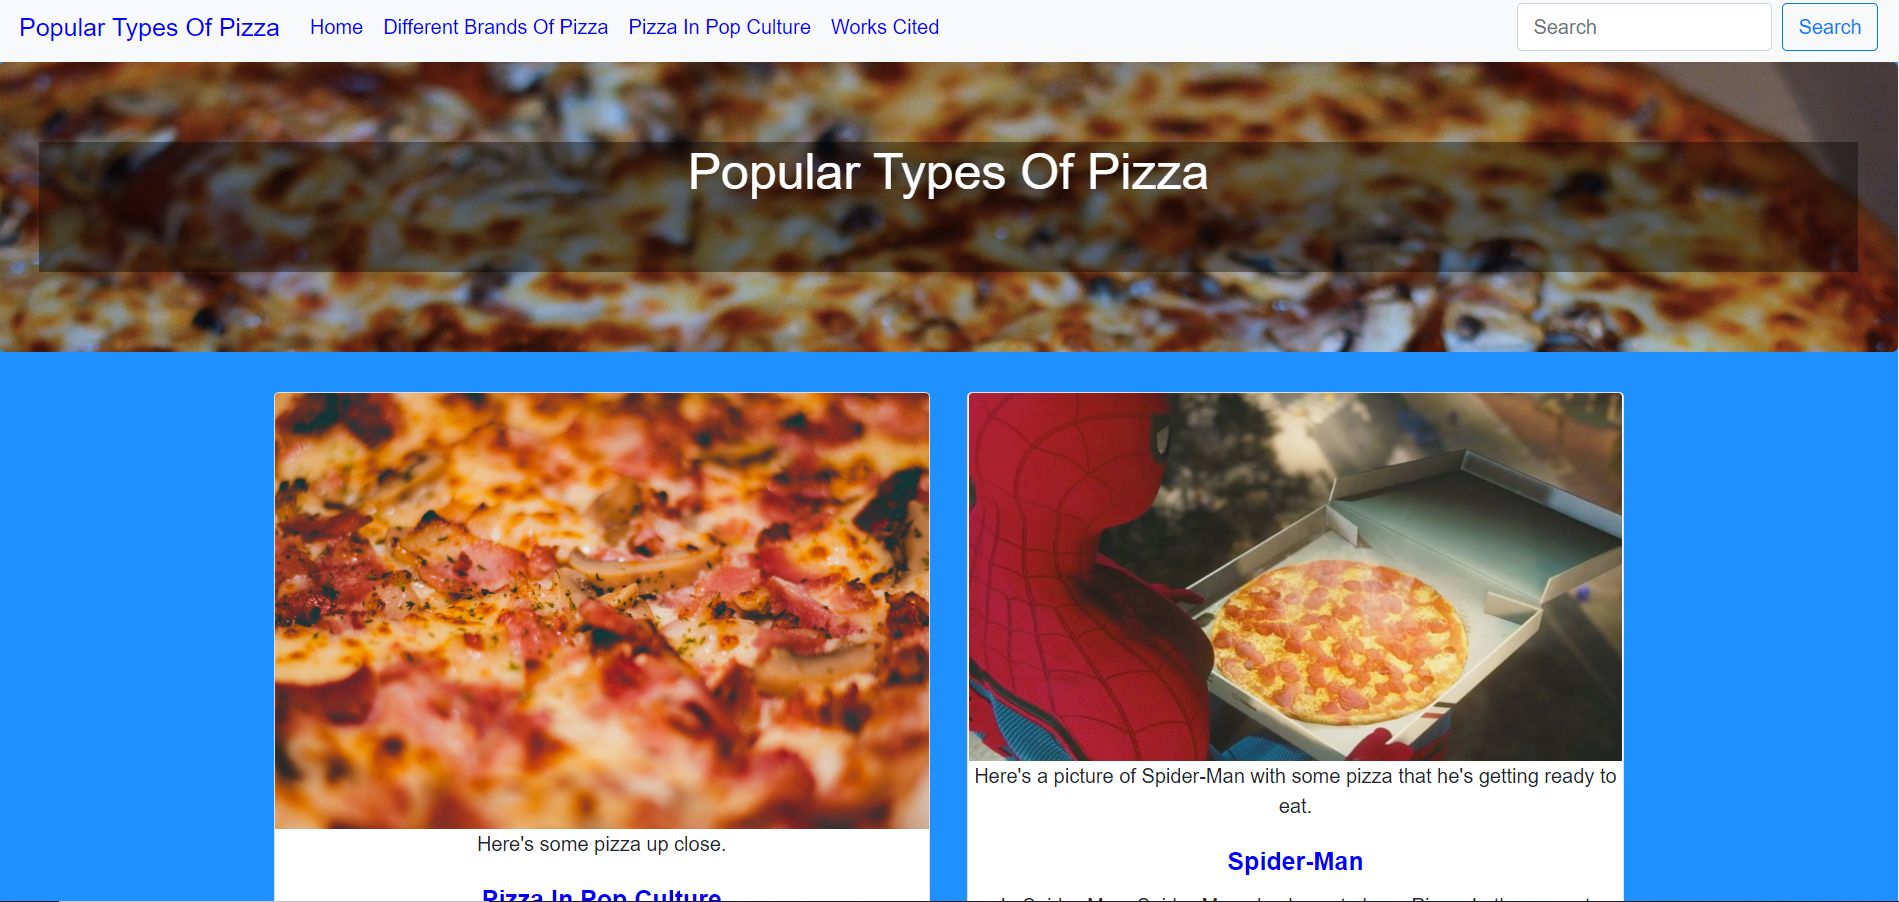 Popular Types Of Pizza Home Different Brands Of Pizza Pizza In Pop Culture Works Cited Search Search
Popular Types Of Pizza
Here's some pizza up close.
Pizza In Pop Culture
Here's a picture of Spider-Man with some pizza that he's getting ready to
eat.
Spider-Man